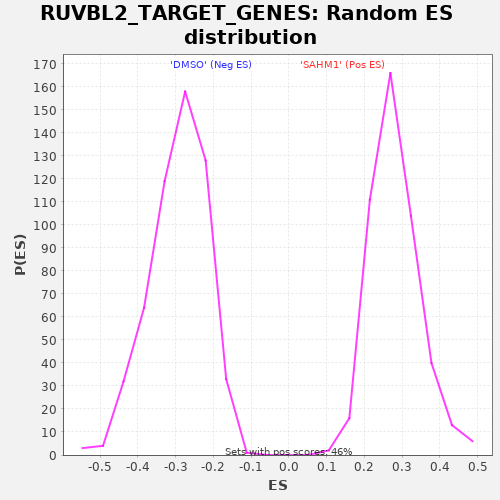 RUVBL2_TARGET_GENES: Random ES
distribution
'DMSO' (Neg ES) 'SAHM1' (Pos ES)
170
160
150
140
130
120
110
100
90
80
70
60
50
40
30
20
10
0
P(ES)
Sets with pos scores: 46%
-0.5 -0.4 -0.3 -0.2 -0.1 0.0 0.1 0.2 0.3 0.4 0.5
ES